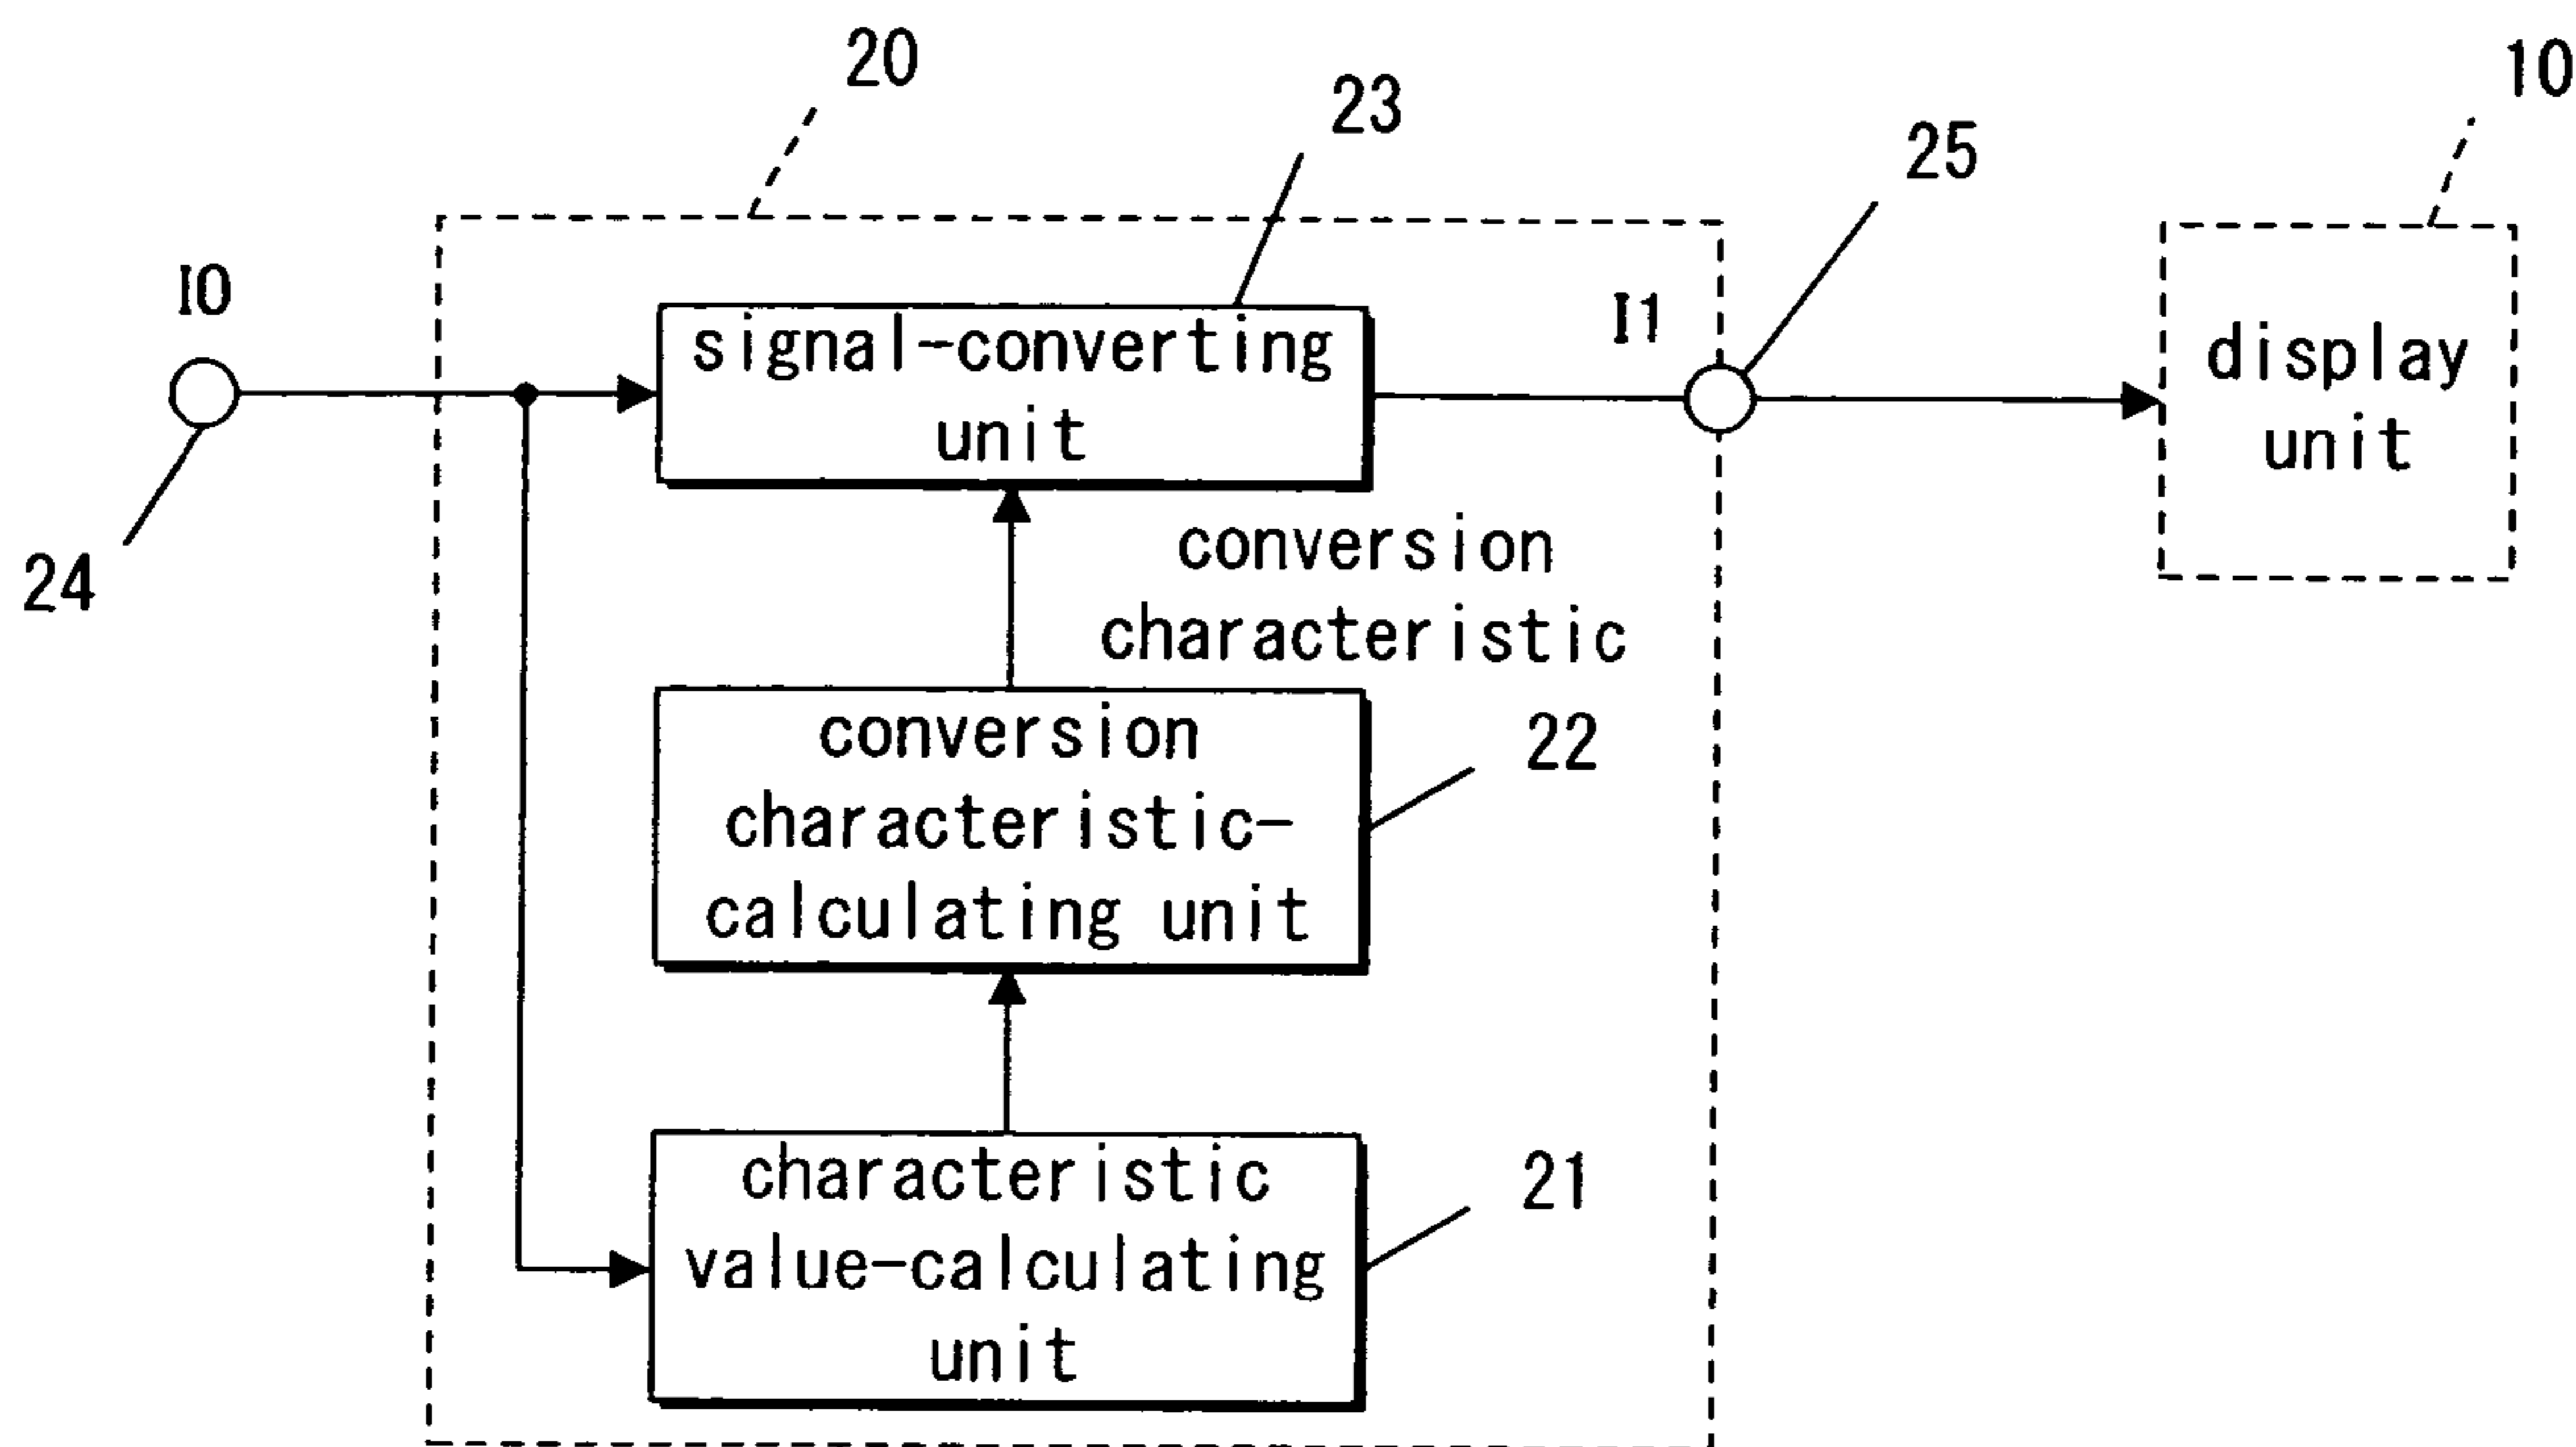 20
10
23
25
I0
signal-converting
unit
I1
display
unit
24
conversion
characteristic
conversion
characteristic-
calculating unit
22
characteristic
value-calculating
unit
21